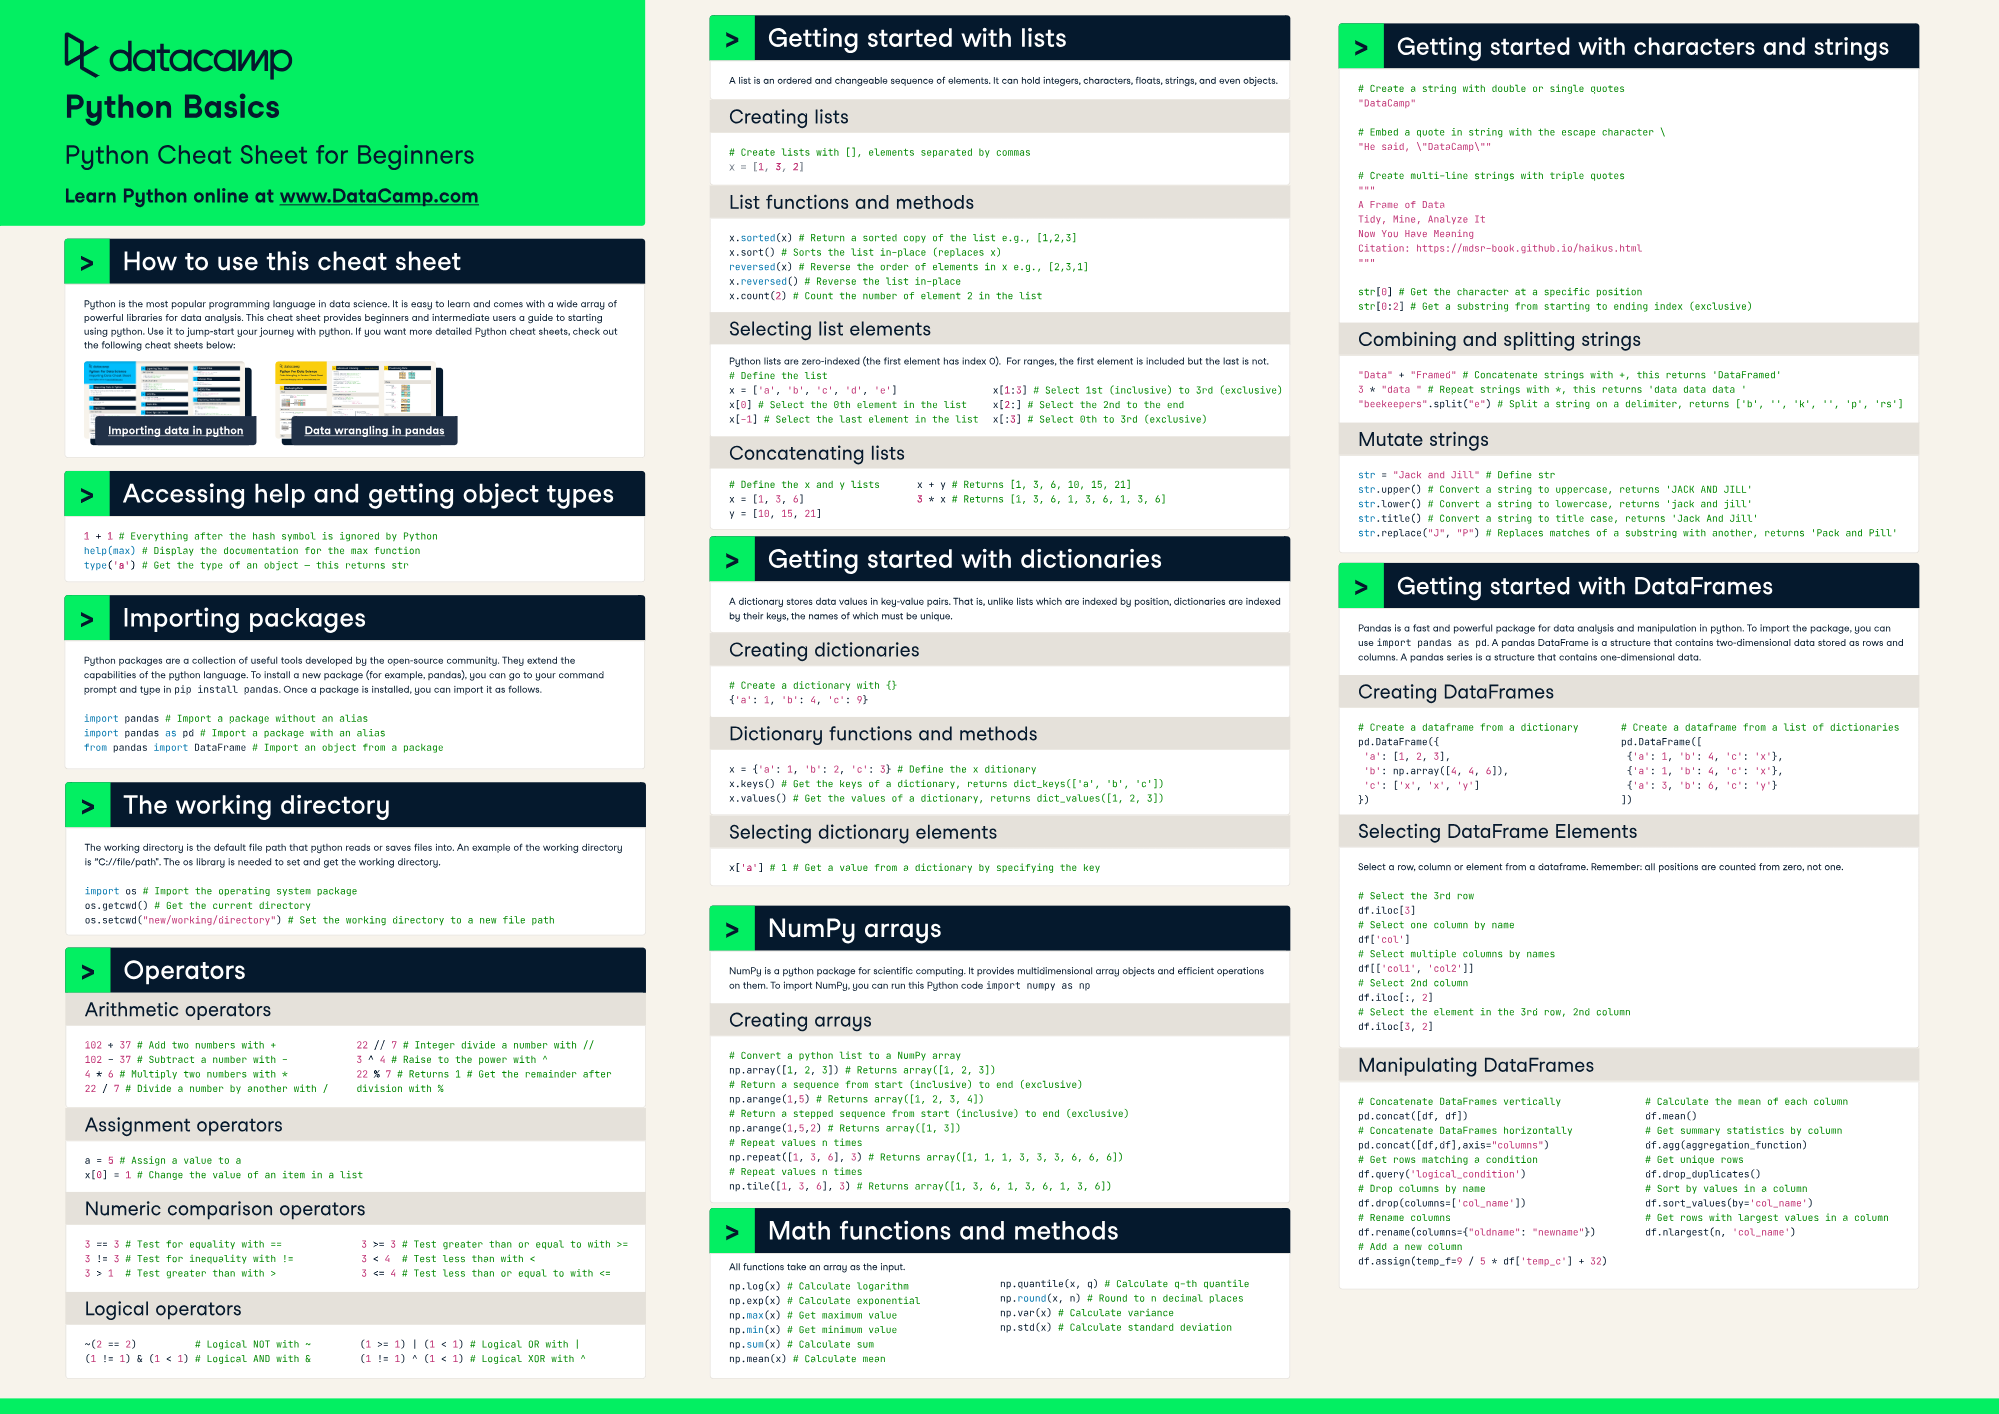 datacamp
Python Basics
Python Cheat Sheet for Beginners
Learn Python online at www.DataCamp.com
> How to use this cheat sheet
Python is the most popular programming language in data science. It is easy to learn and comes with a wide array of
powerful libraries for data analysis. This cheat sheet provides beginners and intermediate users a guide to starting
using python. Use it to jump-start your journey with python. If you want more detailed Python cheat sheets, check out
the following cheat sheets below:
Importing data in python
Data wrangling in pandas
> Accessing help and getting object types
1 + 1 # Everything after the hash symbol is ignored by Python
help(max) # Display the documentation for the max function
type('a') # Get the type of an object — this returns str
> Importing packages
Python packages are a collection of useful tools developed by the open-source community. They extend the
capabilities of the python language. To install a new package (for example, pandas), you can go to your command
prompt and type in pip install pandas. Once a package is installed, you can import it as follows.
import pandas # Import a package without an alias
import pandas as pd # Import a package with an alias
from pandas import DataFrame # Import an object from a package
> The working directory
The working directory is the default file path that python reads or saves files into. An example of the working directory
is "C://file/path". The os library is needed to set and get the working directory.
import os # Import the operating system package
os.getcwd() # Get the current directory
os.setcwd("new/working/directory") # Set the working directory to a new file path
> Operators
Arithmetic operators
102 + 37 # Add two numbers with +
102 - 37 # Subtract a number with -
4 * 6 # Multiply two numbers with *
22 / 7 # Divide a number by another with /
22 // 7 # Integer divide a number with //
3 ^ 4 # Raise to the power with ^
22 % 7 # Returns 1 # Get the remainder after
division with %
Assignment operators
a = 5 # Assign a value to a
x[0] = 1 # Change the value of an item in a list
Numeric comparison operators
3 == 3 # Test for equality with ==
3 != 3 # Test for inequality with !=
3 > 1 # Test greater than with >
3 >= 3 # Test greater than or equal to with >=
3 < 4 # Test less than with <
3 <= 4 # Test less than or equal to with <=
Logical operators
~(2 == 2) # Logical NOT with ~
(1 != 1) & (1 < 1) # Logical AND with &
(1 >= 1) | (1 < 1) # Logical OR with |
(1 != 1) ^ (1 < 1) # Logical XOR with ^
> Getting started with lists
A list is an ordered and changeable sequence of elements. It can hold integers, characters, floats, strings, and even objects.
Creating lists
# Create lists with [], elements separated by commas
x = [1, 3, 2]
List functions and methods
x.sorted(x) # Return a sorted copy of the list e.g., [1,2,3]
x.sort() # Sorts the list in-place (replaces x)
reversed(x) # Reverse the order of elements in x e.g., [2,3,1]
x.reversed() # Reverse the list in-place
x.count(2) # Count the number of element 2 in the list
Selecting list elements
Python lists are zero-indexed (the first element has index 0). For ranges, the first element is included but the last is not.
# Define the list
x = ['a', 'b', 'c', 'd', 'e']
x[0] # Select the 0th element in the list
x[-1] # Select the last element in the list
x[1:3] # Select 1st (inclusive) to 3rd (exclusive)
x[2:] # Select the 2nd to the end
x[:3] # Select 0th to 3rd (exclusive)
Concatenating lists
# Define the x and y lists
x = [1, 3, 6]
y = [10, 15, 21]
x + y # Returns [1, 3, 6, 10, 15, 21]
3 * x # Returns [1, 3, 6, 1, 3, 6, 1, 3, 6]
> Getting started with dictionaries
A dictionary stores data values in key-value pairs. That is, unlike lists which are indexed by position, dictionaries are indexed
by their keys, the names of which must be unique.
Creating dictionaries
# Create a dictionary with {}
{'a': 1, 'b': 4, 'c': 9}
Dictionary functions and methods
x = {'a': 1, 'b': 2, 'c': 3} # Define the x ditionary
x.keys() # Get the keys of a dictionary, returns dict_keys(['a', 'b', 'c'])
x.values() # Get the values of a dictionary, returns dict_values([1, 2, 3])
Selecting dictionary elements
x['a'] # 1 # Get a value from a dictionary by specifying the key
> NumPy arrays
NumPy is a python package for scientific computing. It provides multidimensional array objects and efficient operations
on them. To import NumPy, you can run this Python code import numpy as np
Creating arrays
# Convert a python list to a NumPy array
np.array([1, 2, 3]) # Returns array([1, 2, 3])
# Return a sequence from start (inclusive) to end (exclusive)
np.arange(1,5) # Returns array([1, 2, 3, 4])
# Return a stepped sequence from start (inclusive) to end (exclusive)
np.arange(1,5,2) # Returns array([1, 3])
# Repeat values n times
np.repeat([1, 3, 6], 3) # Returns array([1, 1, 1, 3, 3, 3, 6, 6, 6])
# Repeat values n times
np.tile([1, 3, 6], 3) # Returns array([1, 3, 6, 1, 3, 6, 1, 3, 6])
> Math functions and methods
All functions take an array as the input.
np.log(x) # Calculate logarithm
np.exp(x) # Calculate exponential
np.max(x) # Get maximum value
np.min(x) # Get minimum value
np.sum(x) # Calculate sum
np.mean(x) # Calculate mean
np.quantile(x, q) # Calculate q-th quantile
np.round(x, n) # Round to n decimal places
np.var(x) # Calculate variance
np.std(x) # Calculate standard deviation
> Getting started with characters and strings
# Create a string with double or single quotes
"DataCamp"
# Embed a quote in string with the escape character \
"He said, \"DataCamp\""
# Create multi-line strings with triple quotes
"""
A Frame of Data
Tidy, Mine, Analyze It
Now You Have Meaning
Citation: https://mdsr-book.github.io/haikus.html
"""
str[0] # Get the character at a specific position
str[0:2] # Get a substring from starting to ending index (exclusive)
Combining and splitting strings
"Data" + "Framed" # Concatenate strings with +, this returns 'DataFramed'
3 * "data " # Repeat strings with *, this returns 'data data data '
"beekeepers".split("e") # Split a string on a delimiter, returns ['b', '', 'k', '', 'p', 'rs']
Mutate strings
str = "Jack and Jill" # Define str
str.upper() # Convert a string to uppercase, returns 'JACK AND JILL'
str.lower() # Convert a string to lowercase, returns 'jack and jill'
str.title() # Convert a string to title case, returns 'Jack And Jill'
str.replace("J", "P") # Replaces matches of a substring with another, returns 'Pack and Pill'
> Getting started with DataFrames
Pandas is a fast and powerful package for data analysis and manipulation in python. To import the package, you can
use import pandas as pd. A pandas DataFrame is a structure that contains two-dimensional data stored as rows and
columns. A pandas series is a structure that contains one-dimensional data.
Creating DataFrames
# Create a dataframe from a dictionary
pd.DataFrame({
'a': [1, 2, 3],
'b': np.array([4, 4, 6]),
'c': ['x', 'x', 'y']
})
# Create a dataframe from a list of dictionaries
pd.DataFrame([
{'a': 1, 'b': 4, 'c': 'x'},
{'a': 1, 'b': 4, 'c': 'x'},
{'a': 3, 'b': 6, 'c': 'y'}
])
Selecting DataFrame Elements
Select a row, column or element from a dataframe. Remember: all positions are counted from zero, not one.
# Select the 3rd row
df.iloc[3]
# Select one column by name
df['col']
# Select multiple columns by names
df[['col1', 'col2']]
# Select 2nd column
df.iloc[:, 2]
# Select the element in the 3rd row, 2nd column
df.iloc[3, 2]
Manipulating DataFrames
# Concatenate DataFrames vertically
pd.concat([df, df])
# Concatenate DataFrames horizontally
pd.concat([df,df],axis="columns")
# Get rows matching a condition
df.query('logical_condition')
# Drop columns by name
df.drop(columns=['col_name'])
# Rename columns
df.rename(columns={"oldname": "newname"})
# Add a new column
df.assign(temp_f=9 / 5 * df['temp_c'] + 32)
# Calculate the mean of each column
df.mean()
# Get summary statistics by column
df.agg(aggregation_function)
# Get unique rows
df.drop_duplicates()
# Sort by values in a column
df.sort_values(by='col_name')
# Get rows with largest values in a column
df.nlargest(n, 'col_name')